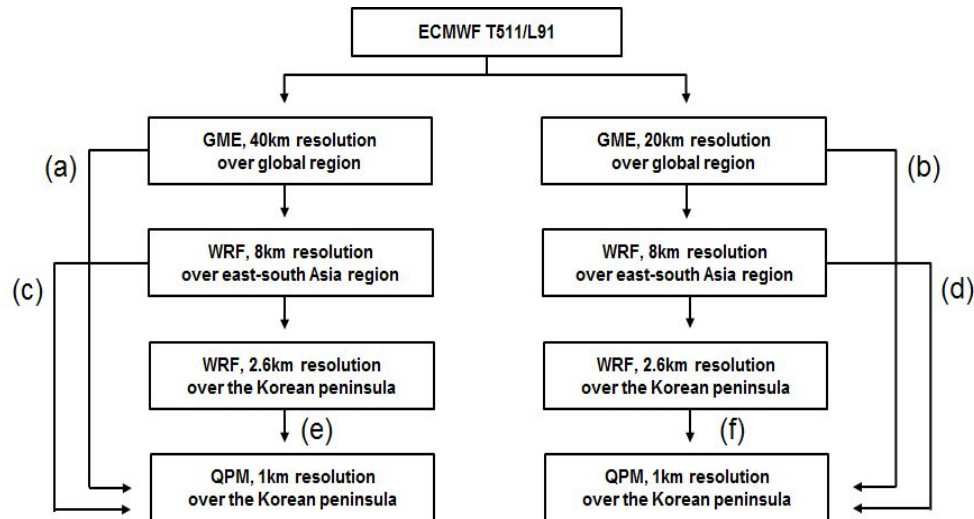 ECMWF T511/L91
GME, 40km resolution
over global region
GME, 20km resolution
over global region
(a)
(b)
WRF, 8km resolution
over east-south Asia region
WRF, 8km resolution
over east-south Asia region
(c)
(d)
WRF, 2.6km resolution
over the Korean peninsula
WRF, 2.6km resolution
over the Korean peninsula
(e)
(f)
QPM, 1km resolution
over the Korean peninsula
QPM, 1km resolution
over the Korean peninsula